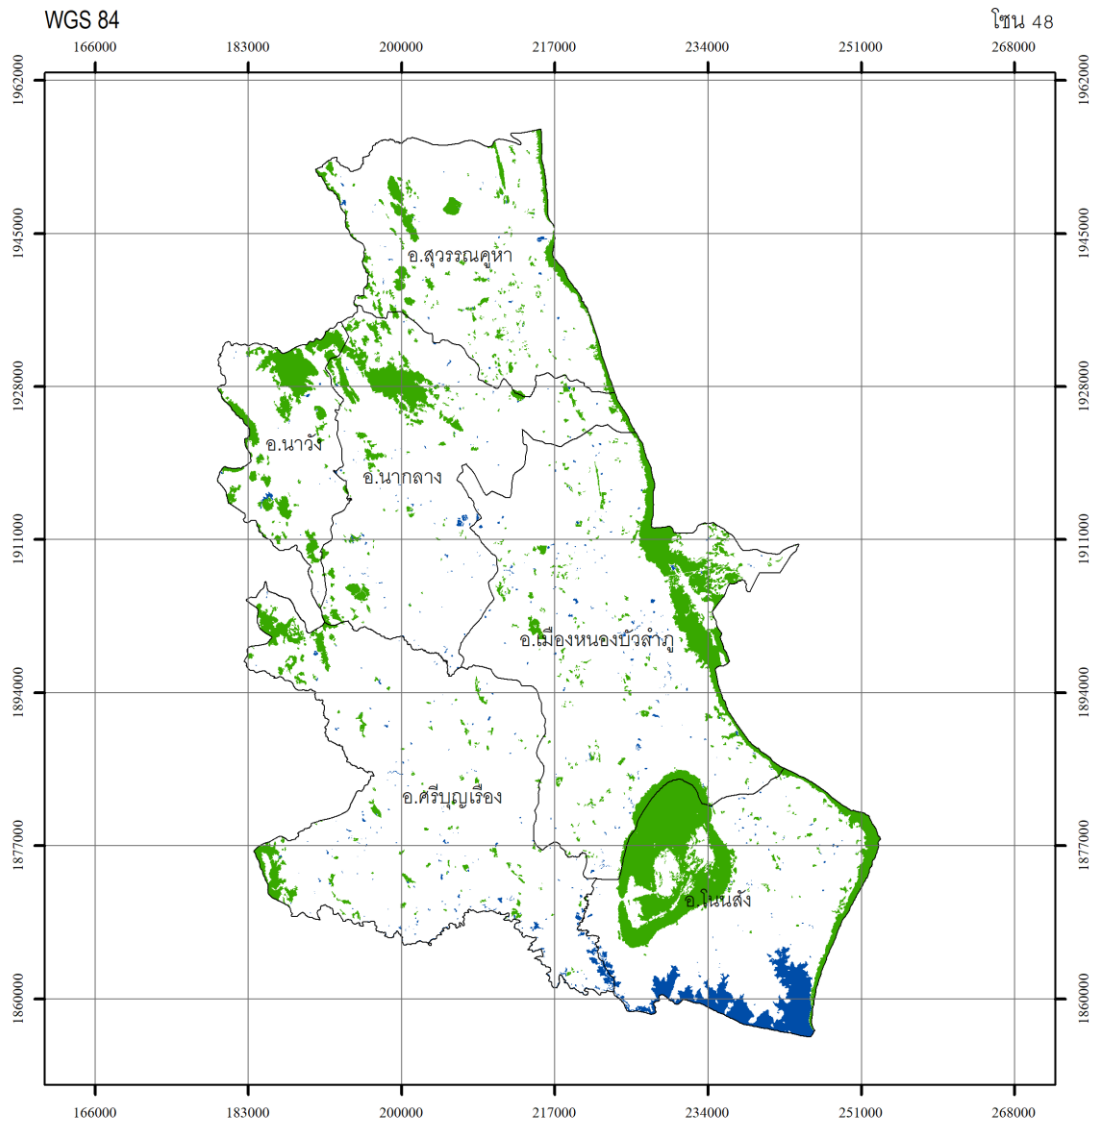 WGS 84 โซน 48
166000 183000 200000 217000 234000 251000 268000
1962000 1962000
1945000 1945000
อ.สุวรรณคูหา
1928000 1928000
อ.นาวัง
อ.นากลาง
1911000 1911000
อ.เมืองหนองบัวลำภู
1894000 1894000
อ.ศรีบุญเรือง
1877000 1877000
อ.โนนสัง
1860000 1860000
166000 183000 200000 217000 234000 251000 268000